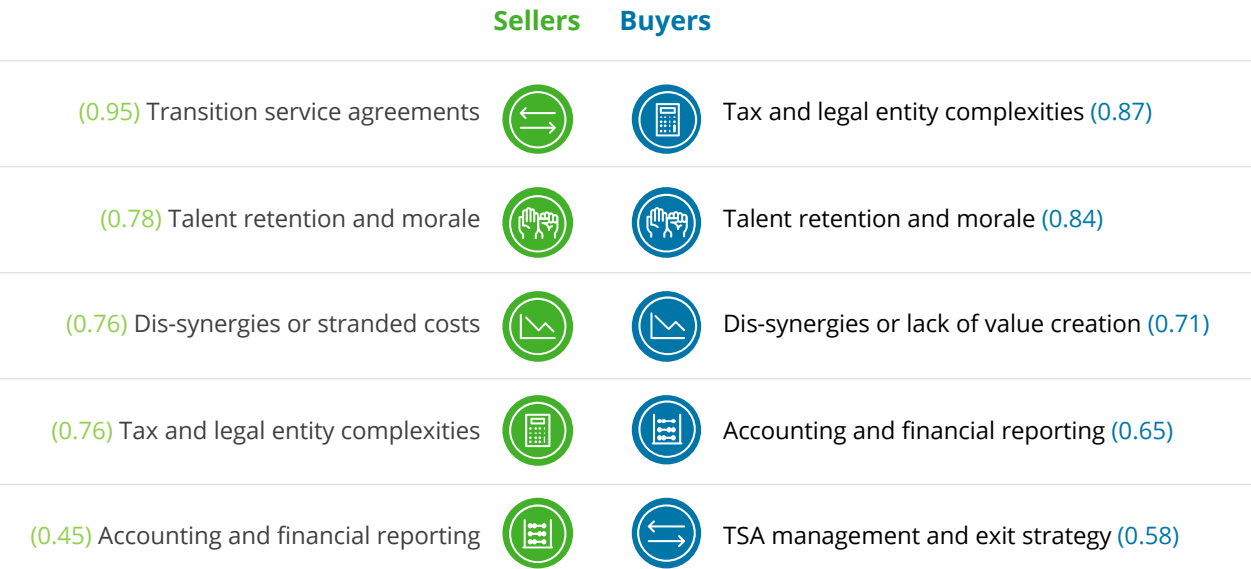 Sellers Buyers
(0.95) Transition service agreements Tax and legal entity complexities (0.87)
(0.78) Talent retention and morale Talent retention and morale (0.84)
(0.76) Dis-synergies or stranded costs Dis-synergies or lack of value creation (0.71)
(0.76) Tax and legal entity complexities Accounting and financial reporting (0.65)
(0.45) Accounting and financial reporting TSA management and exit strategy (0.58)